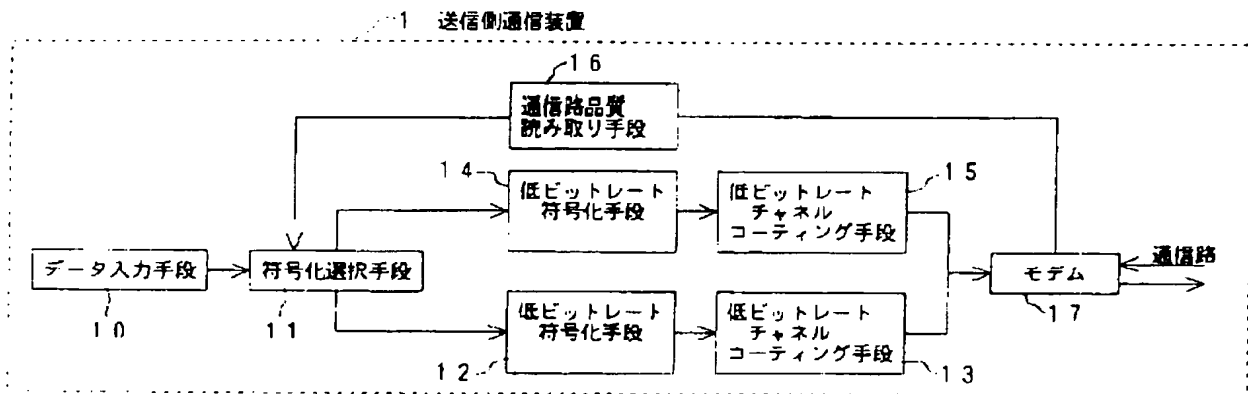 1 送信側通信装置
16
通信路品質
読み取り手段
14
低ビットレート
符号化手段
15
低ビットレート
チャネル
コーティング手段
データ入力手段
10
符号化選択手段
11
モデム
17
通信路
12
低ビットレート
符号化手段
13
低ビットレート
チャネル
コーティング手段